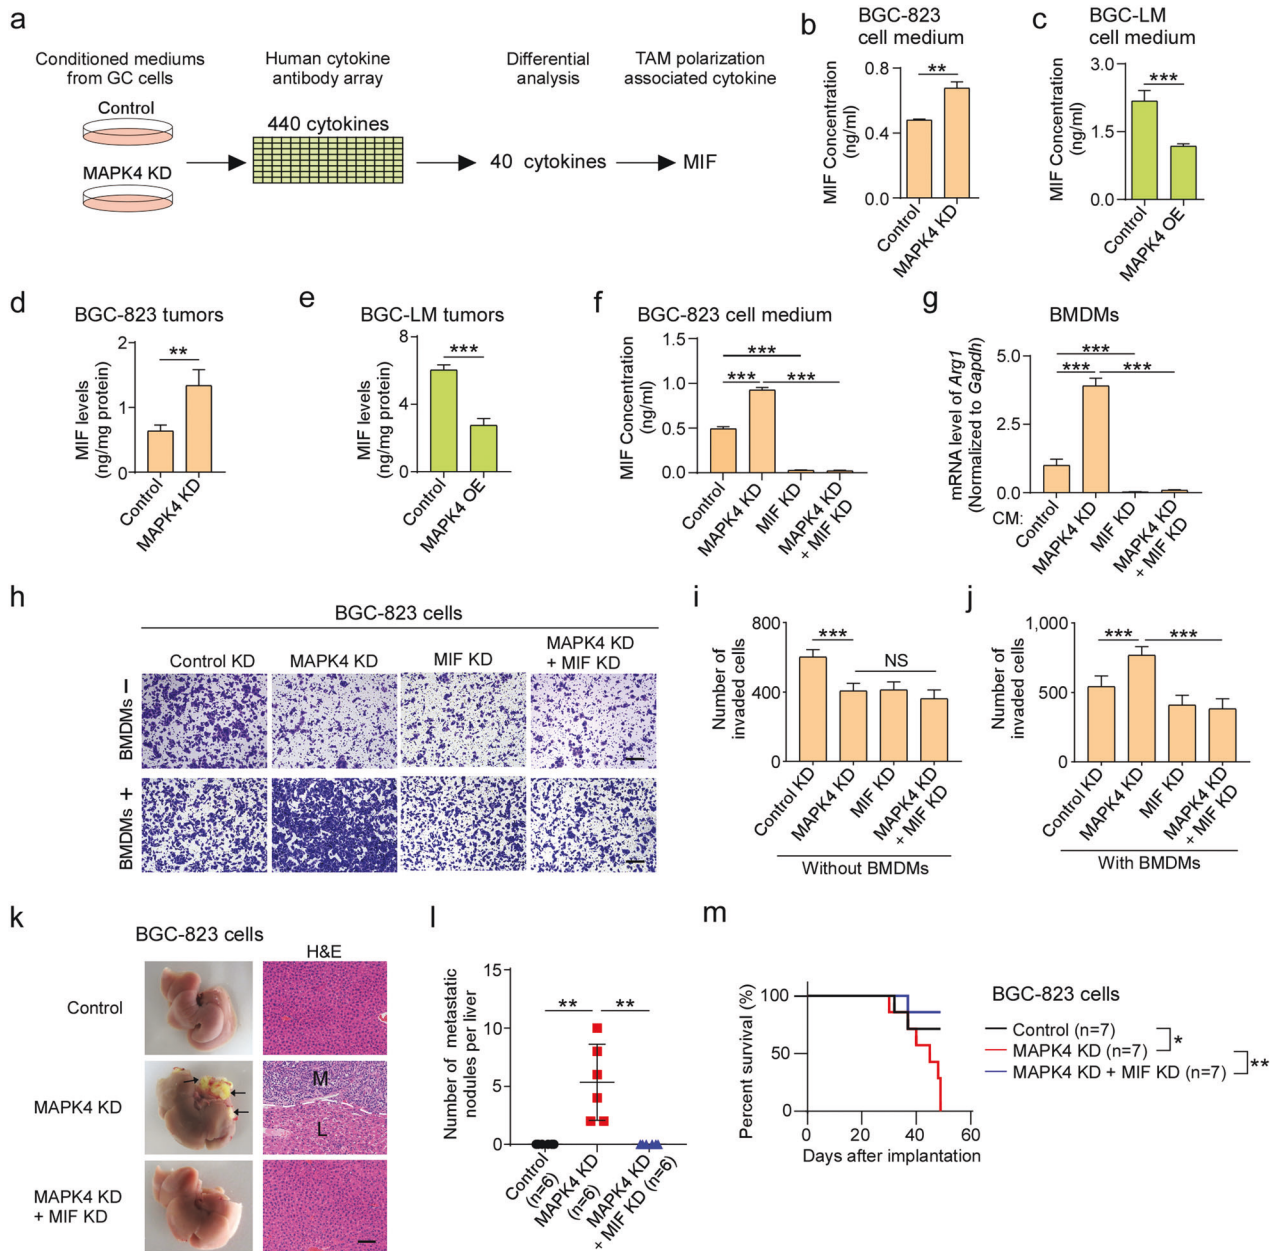 a
Conditioned mediums
from GC cells
Control
MAPK4 KD
Human cytokine
antibody array
440 cytokines
Differential
analysis
40 cytokines
TAM polarization
associated cytokine
MIF
b
BGC-823
cell medium
MIF Concentration
(ng/ml)
0.8
0.4
0.0
**
Control
MAPK4 KD
c
BGC-LM
cell medium
MIF Concentration
(ng/ml)
3.0
1.5
0.0
***
Control
MAPK4 OE
d
BGC-823 tumors
MIF levels
(ng/mg protein)
2
1
0
**
Control
MAPK4 KD
e
BGC-LM tumors
MIF levels
(ng/mg protein)
8
4
0
***
Control
MAPK4 OE
f
BGC-823 cell medium
MIF Concentration
(ng/ml)
1.5
1.0
0.5
0.0
***
***
***
Control
MAPK4 KD
MIF KD
MAPK4 KD
+ MIF KD
g
BMDMs
mRNA level of Arg1
(Normalized to Gapdh)
5.0
2.5
0.0
***
***
***
CM:
Control
MAPK4 KD
MIF KD
MAPK4 KD
+ MIF KD
h
BGC-823 cells
Control KD
MAPK4 KD
MIF KD
MAPK4 KD
+ MIF KD
BMDMs −
BMDMs +
i
Number of
invaded cells
800
400
0
***
NS
Control KD
MAPK4 KD
MIF KD
MAPK4 KD
+ MIF KD
Without BMDMs
j
Number of
invaded cells
1,000
500
0
***
***
Control KD
MAPK4 KD
MIF KD
MAPK4 KD
+ MIF KD
With BMDMs
k
BGC-823 cells
H&E
Control
MAPK4 KD
M
L
MAPK4 KD
+ MIF KD
l
Number of metastatic
nodules per liver
15
10
5
0
**
**
Control
(n=6)
MAPK4 KD
(n=6)
MAPK4 KD
+ MIF KD (n=6)
m
Percent survival (%)
100
50
0
0
20
40
60
Days after implantation
BGC-823 cells
Control (n=7)
MAPK4 KD (n=7)
MAPK4 KD + MIF KD (n=7)
*
**